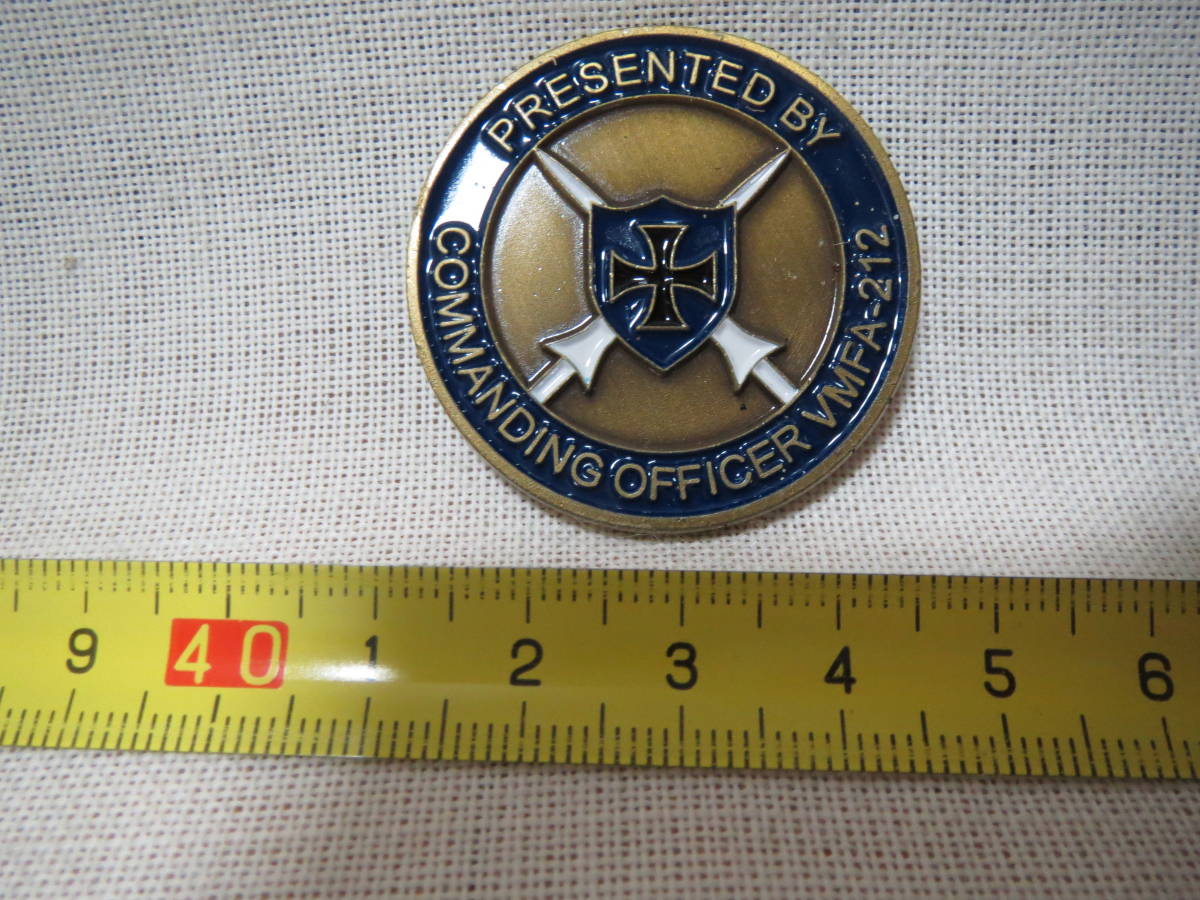 PRESENTED BY
COMMANDING OFFICER VMFA-212
9 40 1 2 3 4 5 6